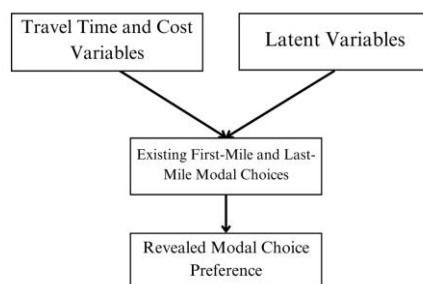 Travel Time and Cost
Variables
Latent Variables
Existing First-Mile and Last-
Mile Modal Choices
Revealed Modal Choice
Preference